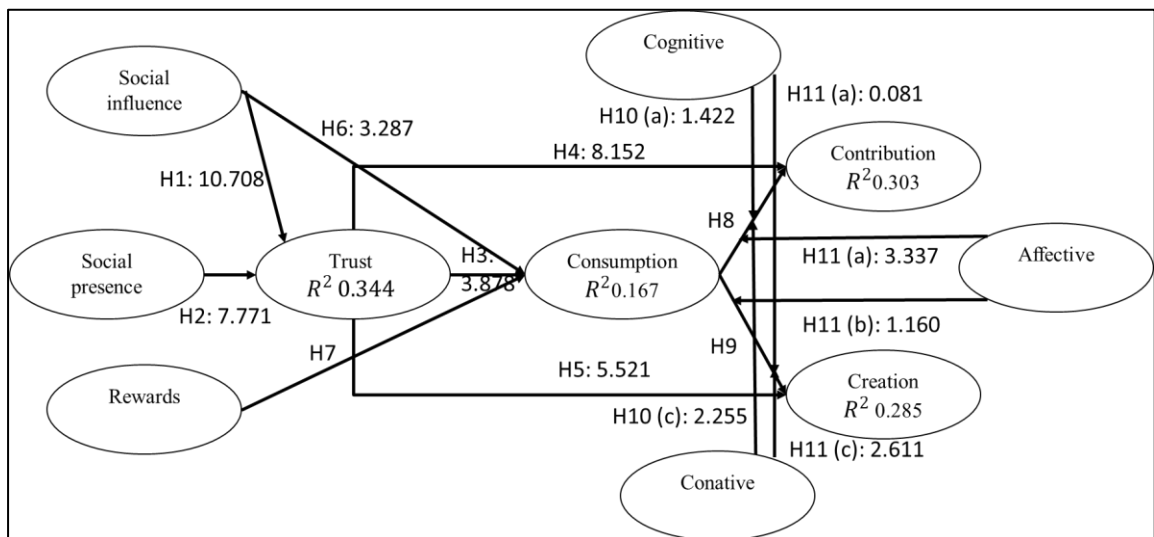 Cognitive
Social
influence
H11 (a): 0.081
H10 (a): 1.422
H6: 3.287
H4: 8.152
Contribution
R² 0.303
H1: 10.708
H8
Social
presence
Trust
R² 0.344
H3:
3.878
Consumption
R² 0.167
H11 (a): 3.337
Affective
H2: 7.771
H11 (b): 1.160
H7
H9
H5: 5.521
Creation
R² 0.285
Rewards
H10 (c): 2.255
H11 (c): 2.611
Conative